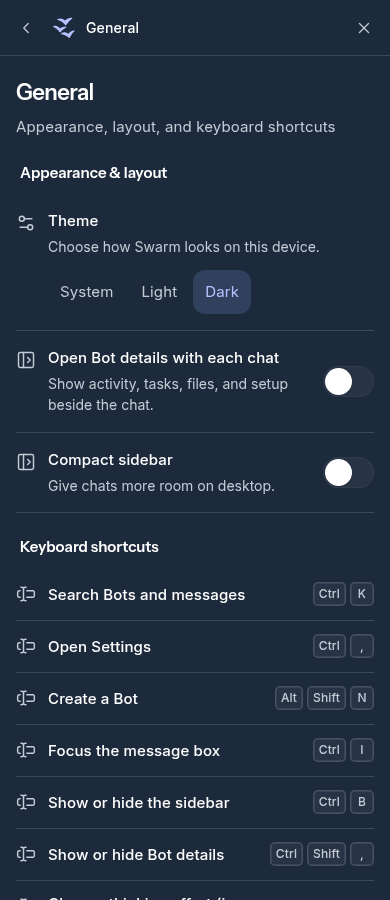 General
General
Appearance, layout, and keyboard shortcuts
Appearance & layout
Theme
Choose how Swarm looks on this device.
System Light Dark
Open Bot details with each chat
Show activity, tasks, files, and setup
beside the chat.
Compact sidebar
Give chats more room on desktop.
Keyboard shortcuts
Search Bots and messages Ctrl K
Open Settings Ctrl ,
Create a Bot Alt Shift N
Focus the message box Ctrl I
Show or hide the sidebar Ctrl B
Show or hide Bot details Ctrl Shift ,